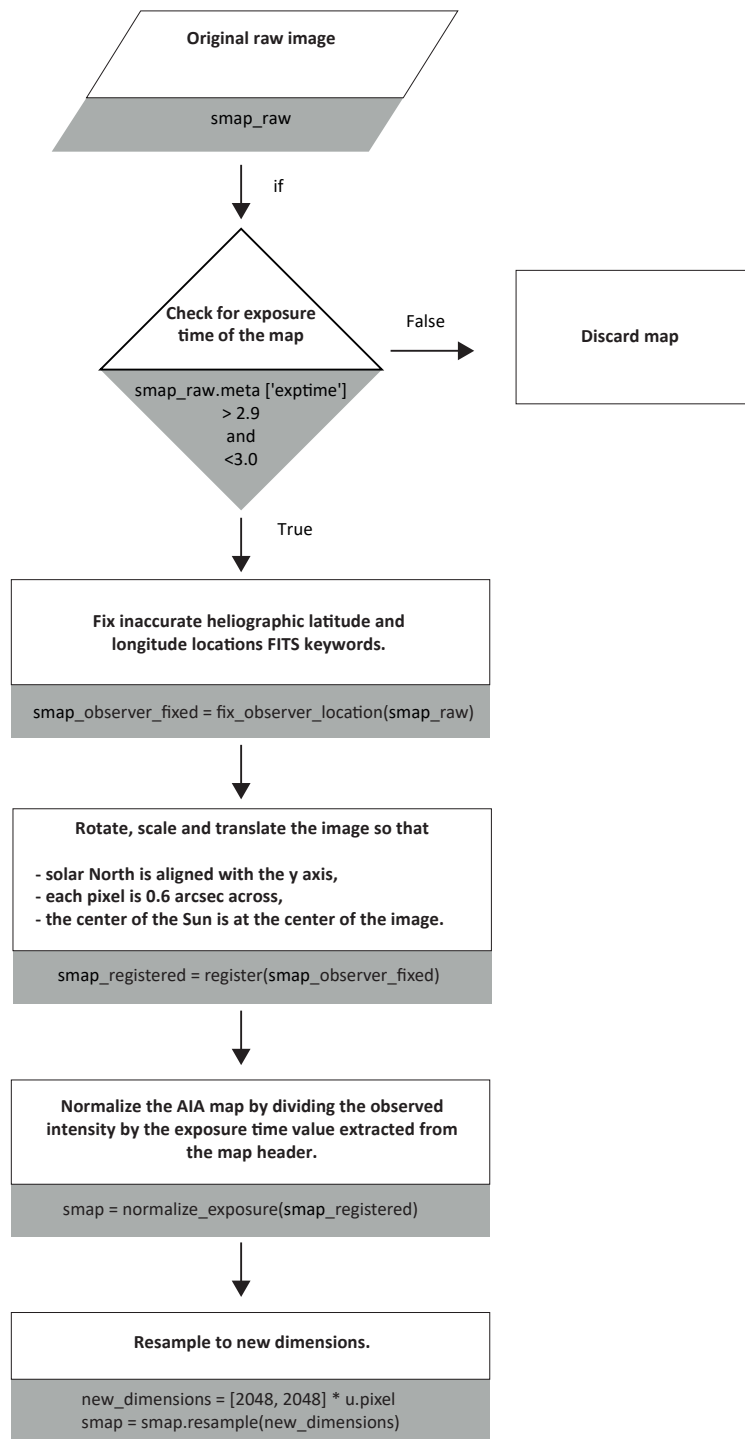 Original raw image
smap_raw
if
Check for exposure
time of the map
False
Discard map
smap_raw.meta ['exptime']
> 2.9
and
<3.0
True
Fix inaccurate heliographic latitude and
longitude locations FITS keywords.
smap_observer_fixed = fix_observer_location(smap_raw)
Rotate, scale and translate the image so that
- solar North is aligned with the y axis,
- each pixel is 0.6 arcsec across,
- the center of the Sun is at the center of the image.
smap_registered = register(smap_observer_fixed)
Normalize the AIA map by dividing the observed
intensity by the exposure time value extracted from
the map header.
smap = normalize_exposure(smap_registered)
Resample to new dimensions.
new_dimensions = [2048, 2048] * u.pixel
smap = smap.resample(new_dimensions)